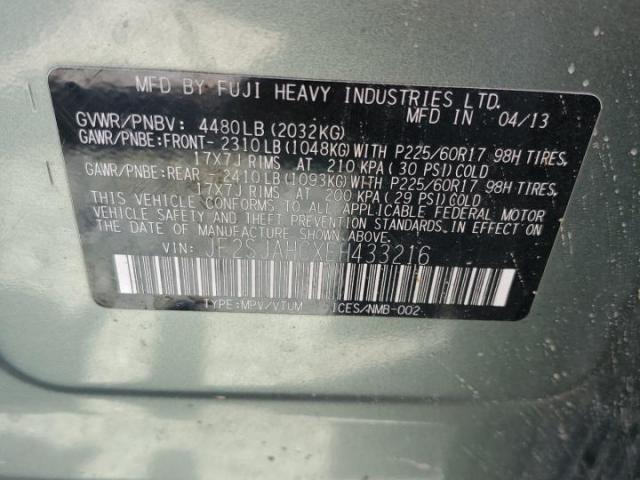 MFD BY FUJI HEAVY INDUSTRIES LTD.
MFD IN 04/13
GVWR/PNBV: 4480LB(2032KG)
GAWR/PNBE:FRONT- 2310LB(1048KG)WITH P225/60R17 98H TIRES,
17X7J RIMS AT 210 KPA(30 PSI)COLD
GAWR/PNBE:REAR - 2410LB(1093KG)WITH P225/60R17 98H TIRES,
17X7J RIMS AT 200 KPA(29 PSI)COLD
THIS VEHICLE CONFORMS TO ALL APPLICABLE FEDERAL MOTOR
VEHICLE SAFETY AND THEFT PREVENTION STANDARDS IN EFFECT ON
THE DATE OF MANUFACTURE SHOWN ABOVE.
VIN: JF2SJAHCXEH433216
TYPE:MPV/VTUM ICES/NMB-002